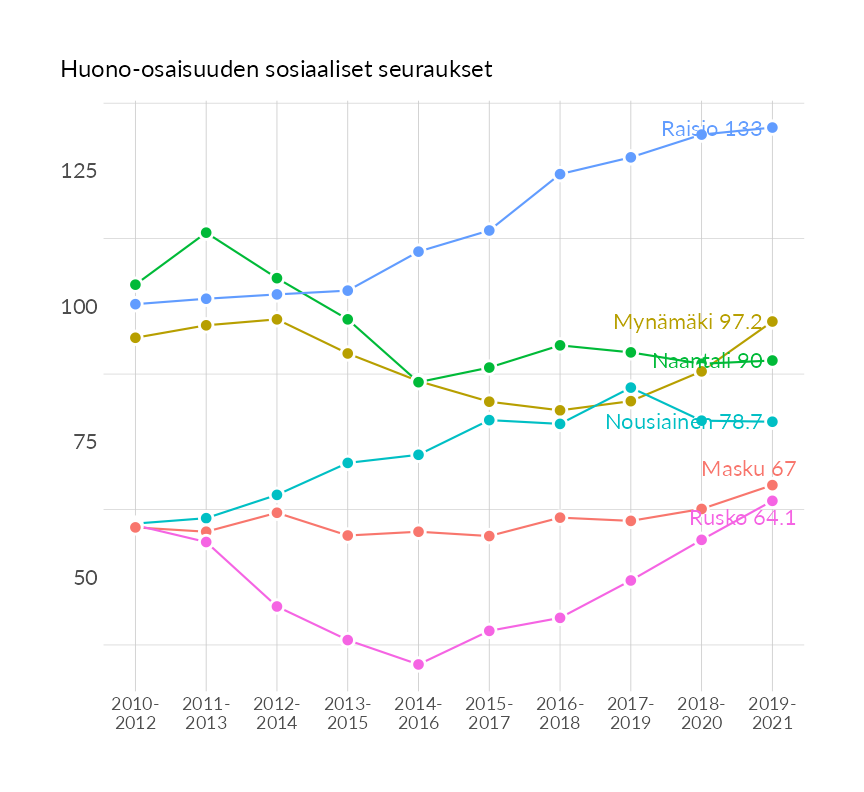 Huono-osaisuuden sosiaaliset seuraukset
Raisio 133
125
100
Mynämäki 97.2
Naantali 90
75
Nousiainen 78.7
Masku 67
Rusko 64.1
50
2010- 2011- 2012- 2013- 2014- 2015- 2016- 2017- 2018- 2019-
2012 2013 2014 2015 2016 2017 2018 2019 2020 2021